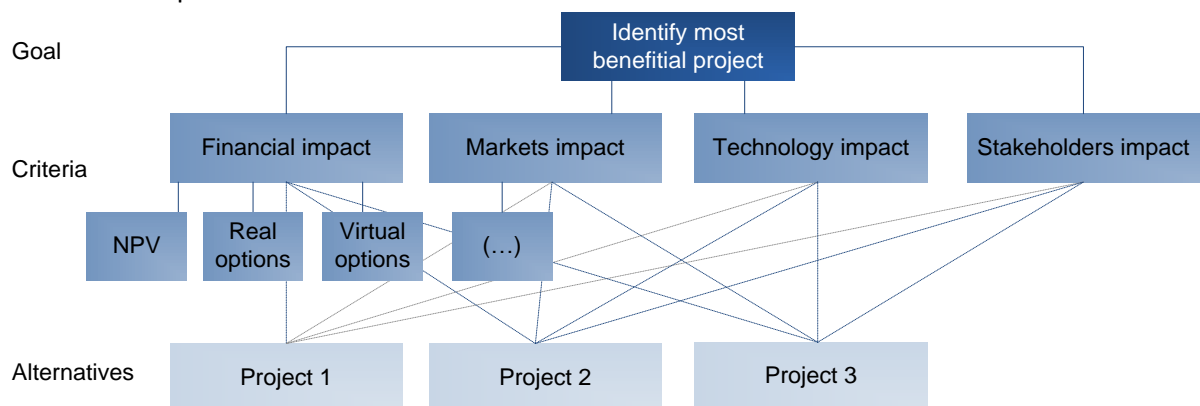 Goal
Identify most
benefitial project
Criteria
Financial impact
Markets impact
Technology impact
Stakeholders impact
NPV
Real
options
Virtual
options
(…)
Alternatives
Project 1
Project 2
Project 3